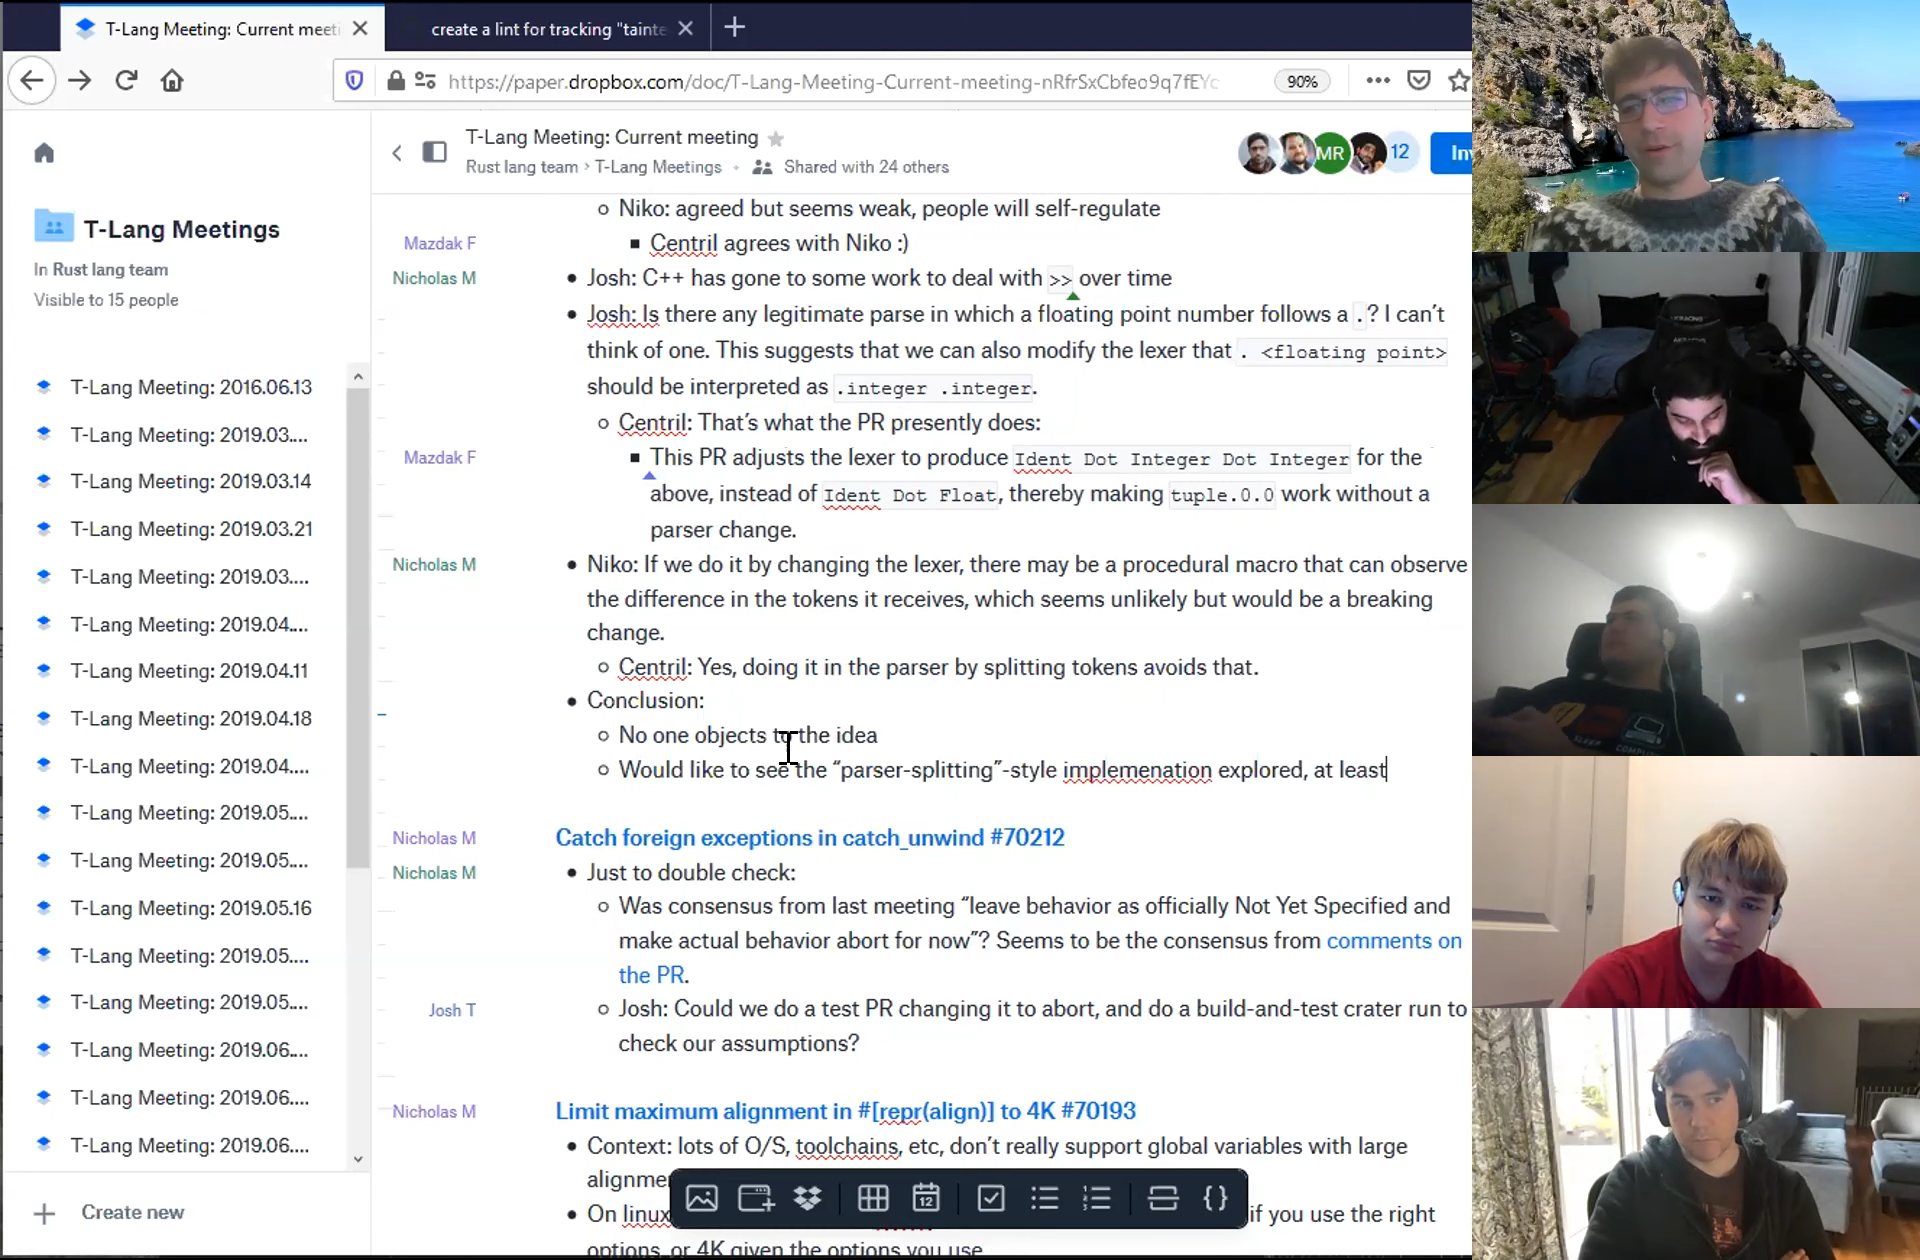 T-Lang Meeting: Current meeti
create a lint for tracking "tainte
https://paper.dropbox.com/doc/T-Lang-Meeting-Current-meeting-nRfrSxCbfeo9q7fEYc
90%
T-Lang Meeting: Current meeting
Rust lang team › T-Lang Meetings • Shared with 24 others
MR
12
Inv
T-Lang Meetings
In Rust lang team
Visible to 15 people
T-Lang Meeting: 2016.06.13
T-Lang Meeting: 2019.03....
T-Lang Meeting: 2019.03.14
T-Lang Meeting: 2019.03.21
T-Lang Meeting: 2019.03....
T-Lang Meeting: 2019.04....
T-Lang Meeting: 2019.04.11
T-Lang Meeting: 2019.04.18
T-Lang Meeting: 2019.04....
T-Lang Meeting: 2019.05....
T-Lang Meeting: 2019.05....
T-Lang Meeting: 2019.05.16
T-Lang Meeting: 2019.05....
T-Lang Meeting: 2019.05....
T-Lang Meeting: 2019.06....
T-Lang Meeting: 2019.06....
T-Lang Meeting: 2019.06....
Create new
Niko: agreed but seems weak, people will self-regulate
Mazdak F
Centril agrees with Niko :)
Nicholas M
Josh: C++ has gone to some work to deal with >> over time
Josh: Is there any legitimate parse in which a floating point number follows a .? I can't
think of one. This suggests that we can also modify the lexer that . <floating point>
should be interpreted as .integer .integer.
Centril: That's what the PR presently does:
Mazdak F
This PR adjusts the lexer to produce Ident Dot Integer Dot Integer for the
above, instead of Ident Dot Float, thereby making tuple.0.0 work without a
parser change.
Nicholas M
Niko: If we do it by changing the lexer, there may be a procedural macro that can observe
the difference in the tokens it receives, which seems unlikely but would be a breaking
change.
Centril: Yes, doing it in the parser by splitting tokens avoids that.
Conclusion:
No one objects to the idea
Would like to see the “parser-splitting”-style implemenation explored, at least
Nicholas M
Catch foreign exceptions in catch_unwind #70212
Nicholas M
Just to double check:
Was consensus from last meeting “leave behavior as officially Not Yet Specified and
make actual behavior abort for now”? Seems to be the consensus from comments on
the PR.
Josh T
Josh: Could we do a test PR changing it to abort, and do a build-and-test crater run to
check our assumptions?
Nicholas M
Limit maximum alignment in #[repr(align)] to 4K #70193
Context: lots of O/S, toolchains, etc, don't really support global variables with large
alignmen
On linux if you use the right
options, or 4K given the options you use
12
SLEEP